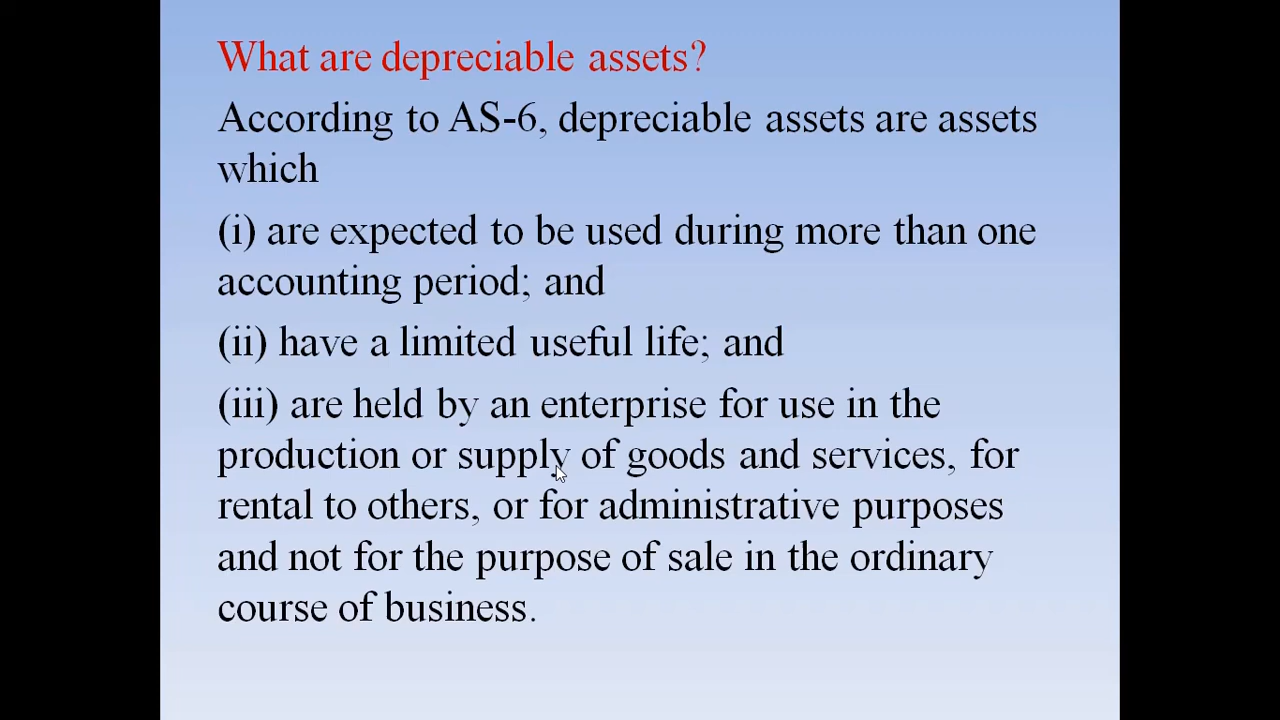 What are depreciable assets?
According to AS-6, depreciable assets are assets
which
(i) are expected to be used during more than one
accounting period; and
(ii) have a limited useful life; and
(iii) are held by an enterprise for use in the
production or supply of goods and services, for
rental to others, or for administrative purposes
and not for the purpose of sale in the ordinary
course of business.